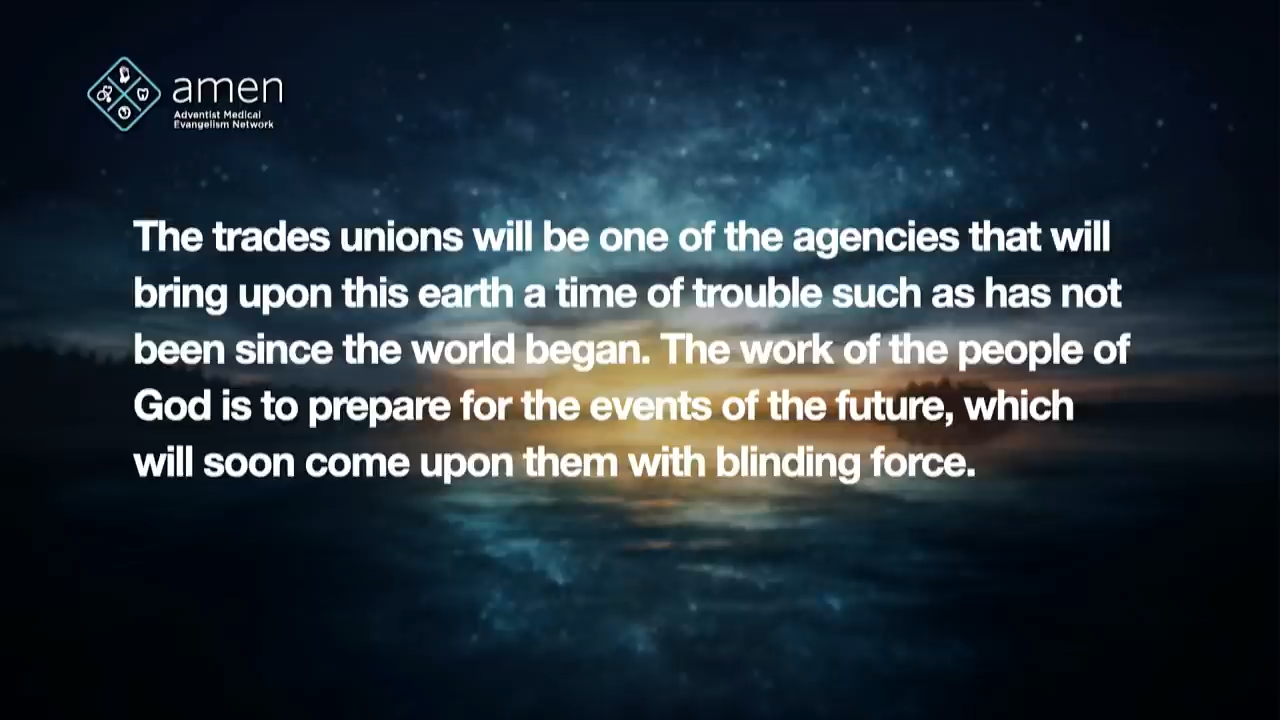 amen
Adventist Medical
Evangelism Network
The trades unions will be one of the agencies that will
bring upon this earth a time of trouble such as has not
been since the world began. The work of the people of
God is to prepare for the events of the future, which
will soon come upon them with blinding force.